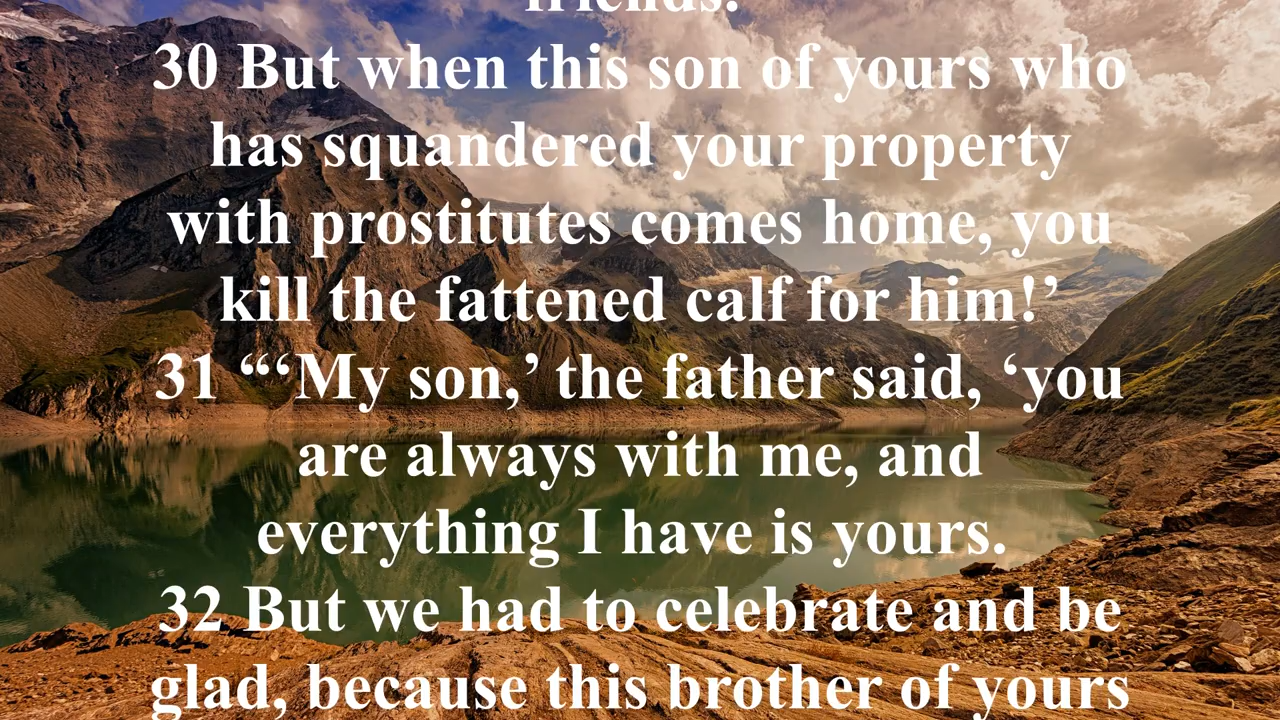 friends.
30 But when this son of yours who
has squandered your property
with prostitutes comes home, you
kill the fattened calf for him!’
31 “‘My son,’ the father said, ‘you
are always with me, and
everything I have is yours.
32 But we had to celebrate and be
glad, because this brother of yours